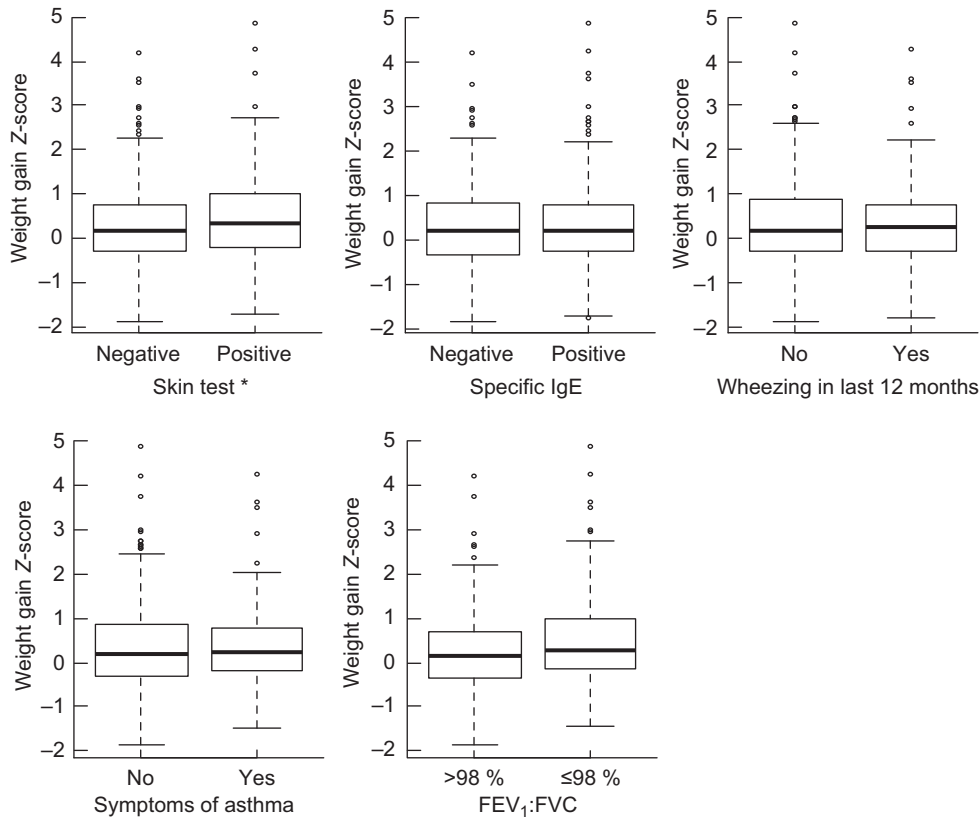 5
4
3
2
1
0
–1
–2
Weight gain Z-score
Negative Positive
Skin test *
5
4
3
2
1
0
–1
–2
Weight gain Z-score
Negative Positive
Specific IgE
5
4
3
2
1
0
–1
–2
Weight gain Z-score
No Yes
Wheezing in last 12 months
5
4
3
2
1
0
–1
–2
Weight gain Z-score
No Yes
Symptoms of asthma
5
4
3
2
1
0
–1
–2
Weight gain Z-score
>98 % ≤98 %
FEV₁:FVC